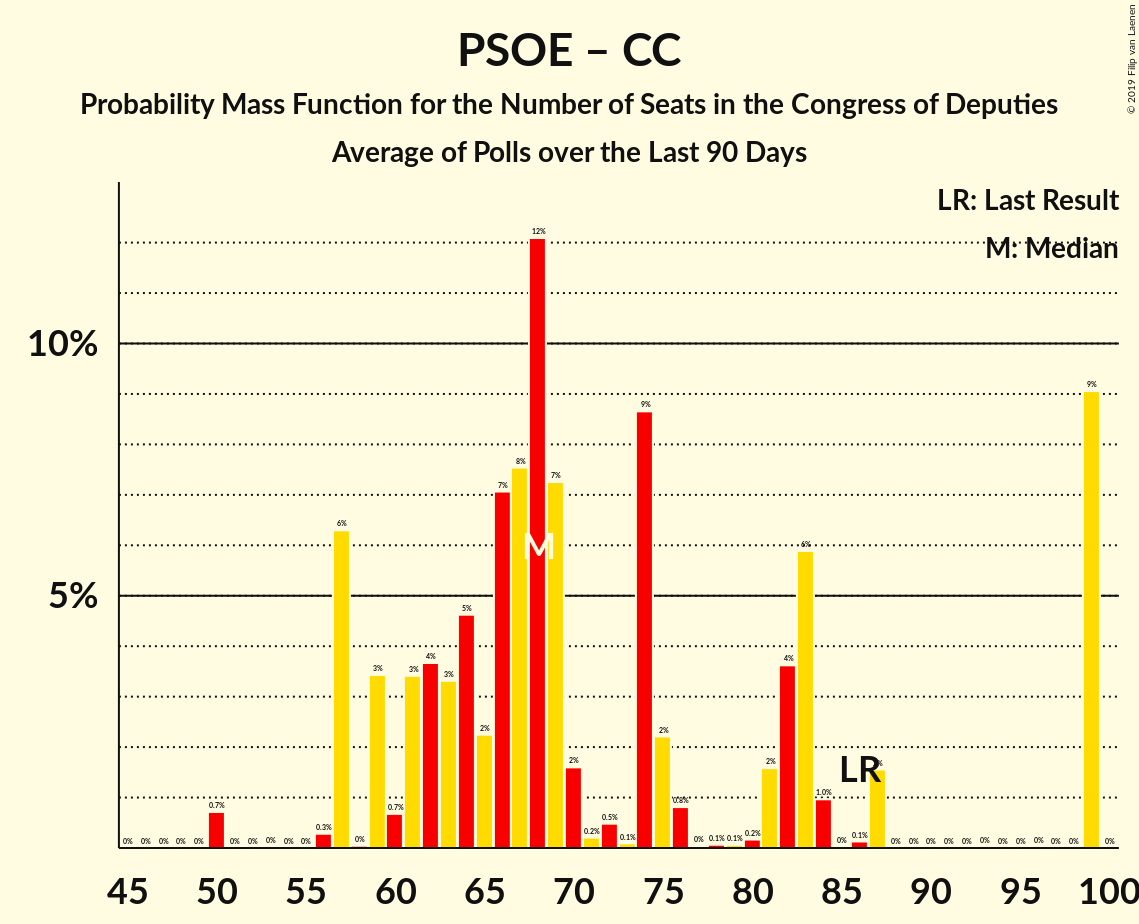 PSOE – CC
Probability Mass Function for the Number of Seats in the Congress of Deputies
Average of Polls over the Last 90 Days
© 2019 Filip van Laenen
LR: Last Result
M: Median
10%
5%
0% 0% 0% 0% 0% 0.7% 0% 0% 0% 0% 0% 0.3% 6% 0% 3% 0.7% 3% 4% 3% 5% 2% 7% 8% 12% 7% 2% 0.2% 0.5% 0.1% 9% 2% 0.8% 0% 0.1% 0.1% 0.2% 2% 4% 6% 1.0% 0% 0.1% 0% 0% 0% 0% 0% 0% 0% 0% 0% 0% 0% 9% 0%
M
LR
45 50 55 60 65 70 75 80 85 90 95 100